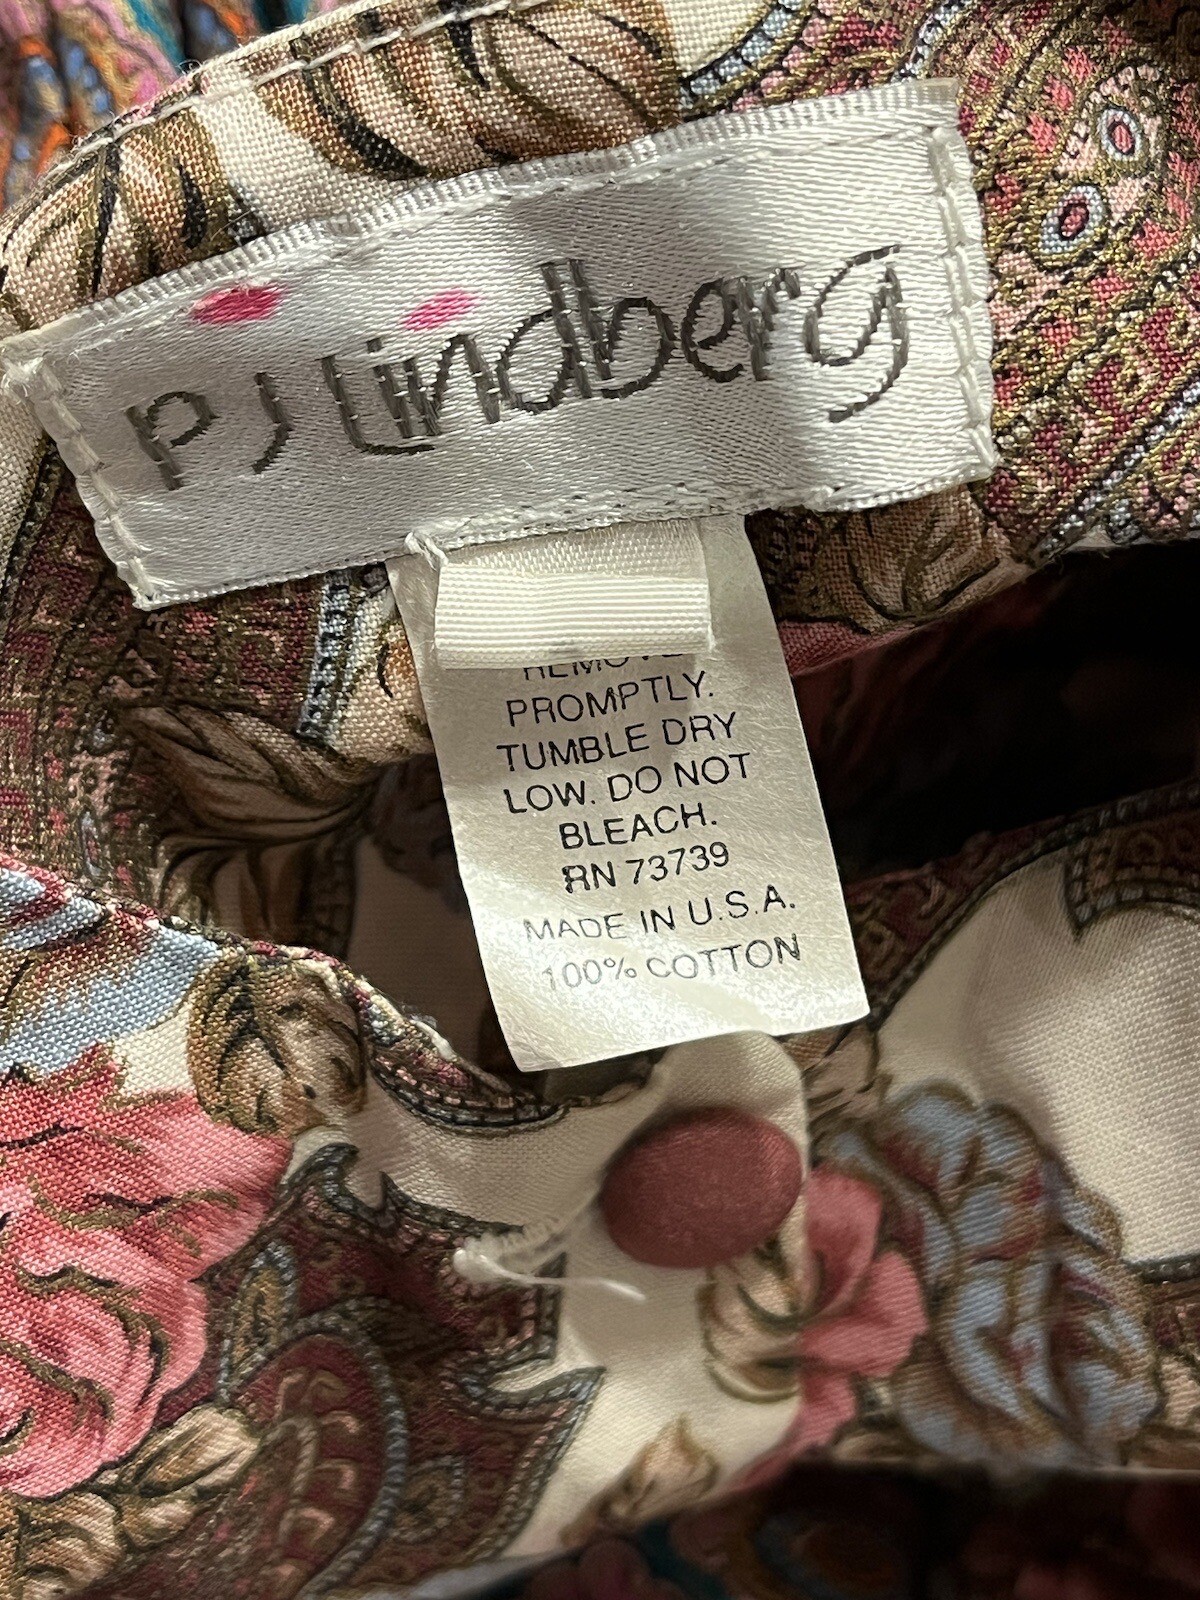 PJ Lindberg
PROMPTLY.
TUMBLE DRY
LOW. DO NOT
BLEACH.
RN 73739
MADE IN U.S.A.
100% COTTON